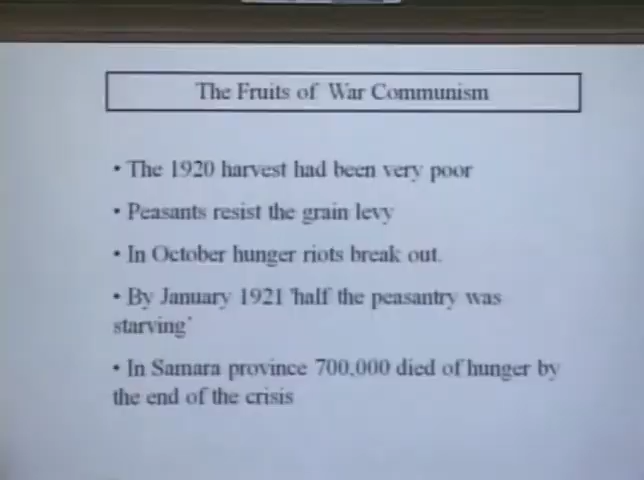 The Fruits of War Communism
• The 1920 harvest had been very poor
• Peasants resist the grain levy
• In October hunger riots break out.
• By January 1921 'half the peasantry was
starving'
• In Samara province 700,000 died of hunger by
the end of the crisis